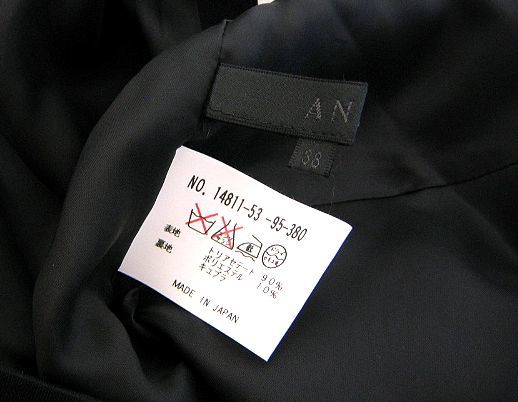 AN
38
NO. 14811-53 -95-380
表地 トリアセテート 90%
ポリエステル 10%
裏地 キュプラ
MADE IN JAPAN